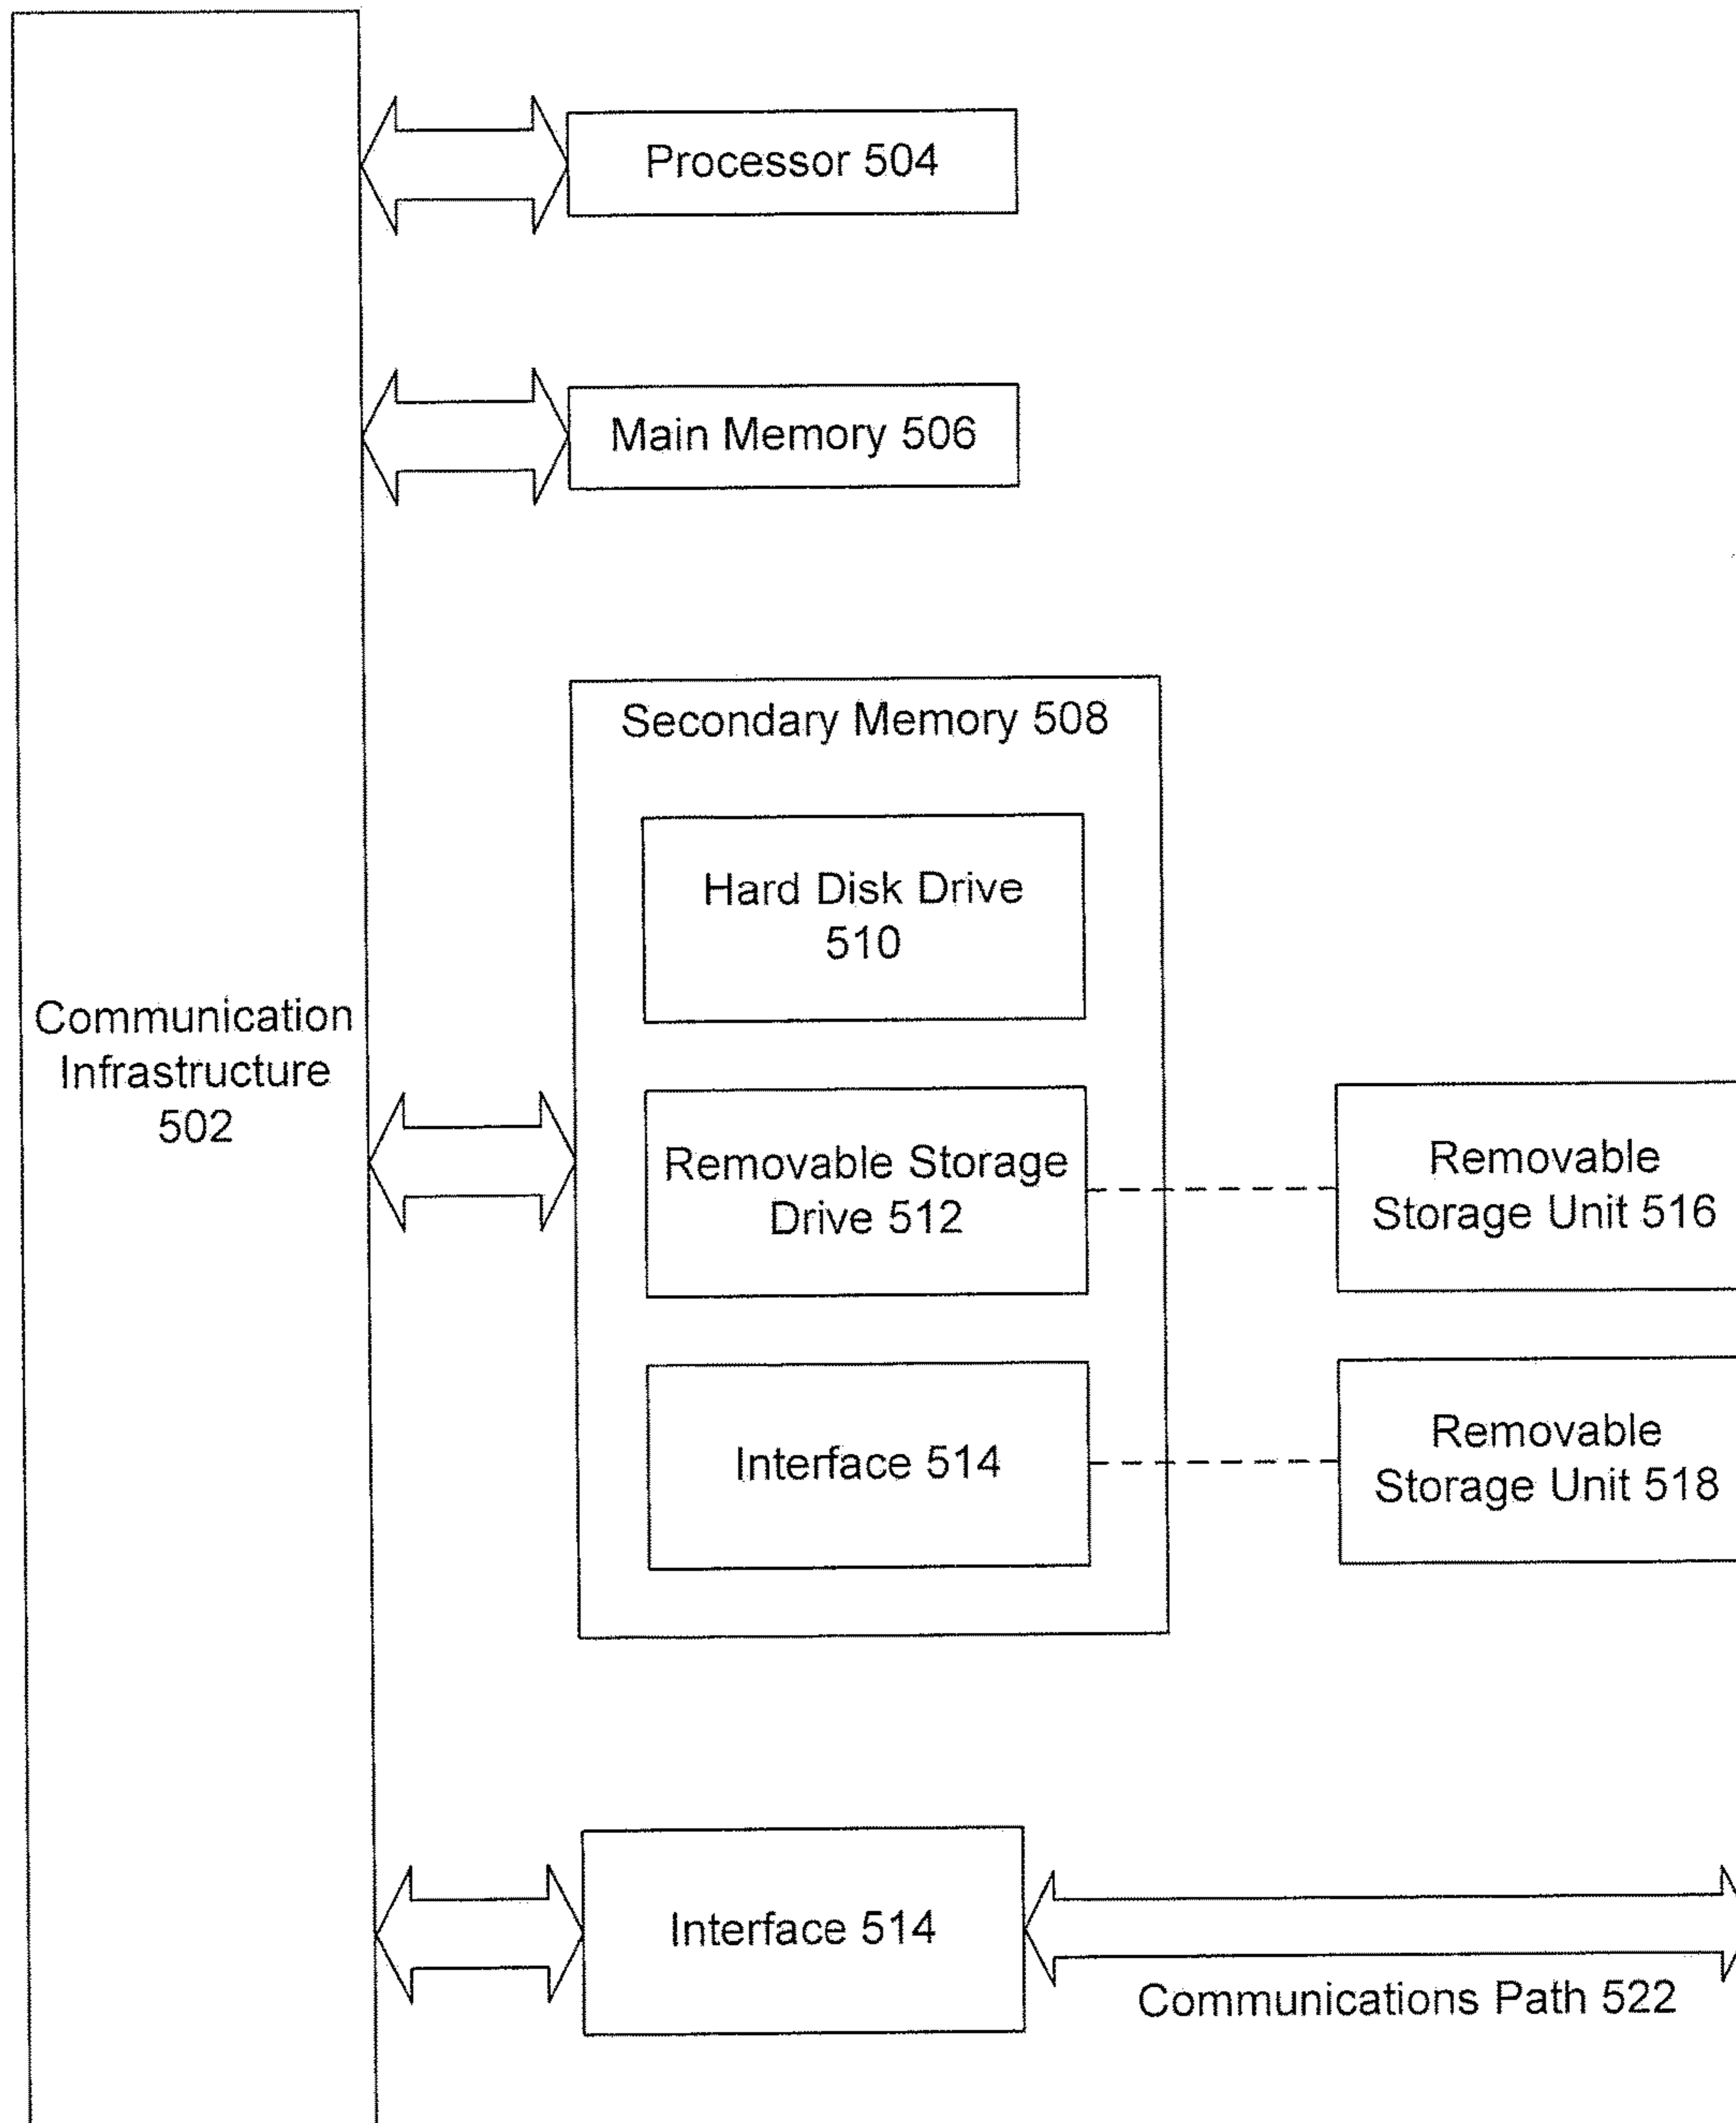 Processor 504
Main Memory 506
Secondary Memory 508
Hard Disk Drive
510
Communication
Infrastructure
502
Removable Storage
Drive 512
Removable
Storage Unit 516
Interface 514
Removable
Storage Unit 518
Interface 514
Communications Path 522